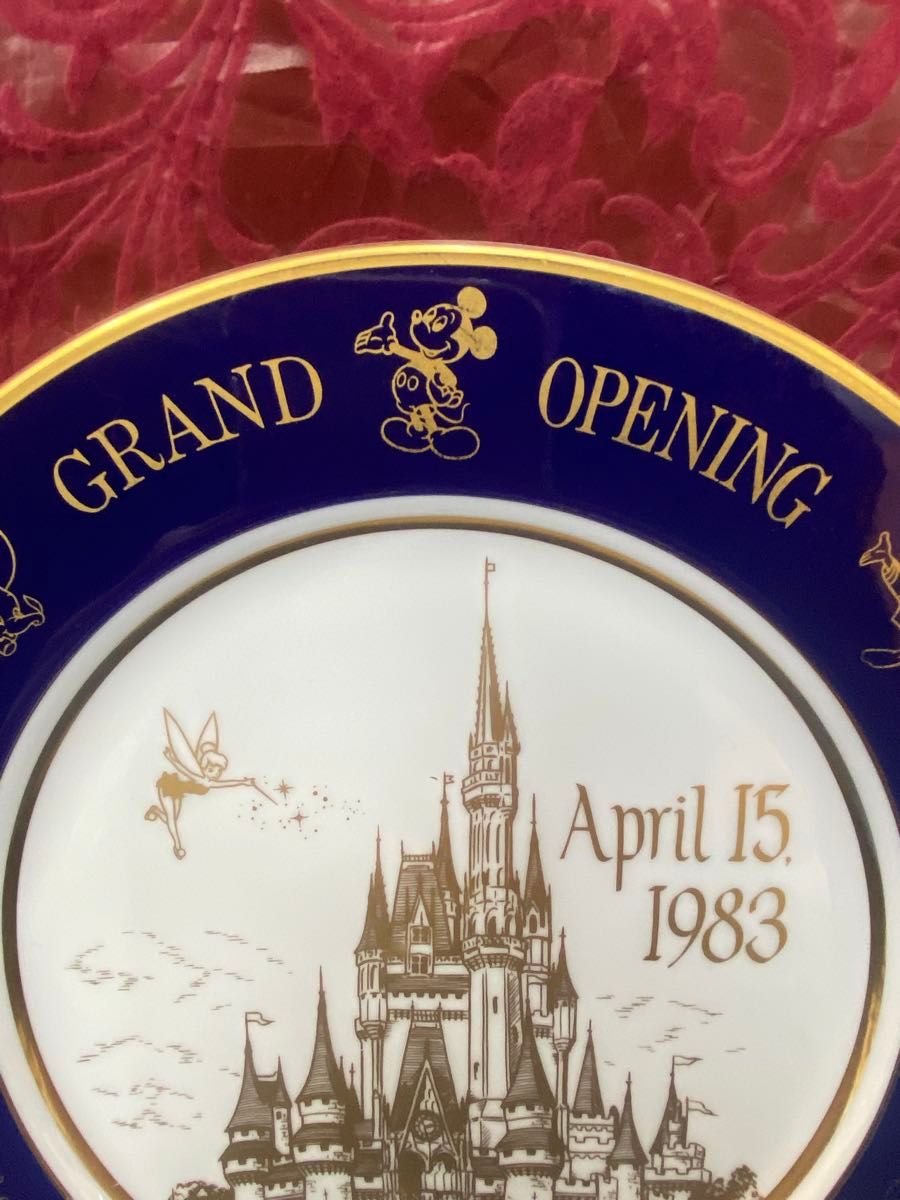 GRAND OPENING
April 15,
1983